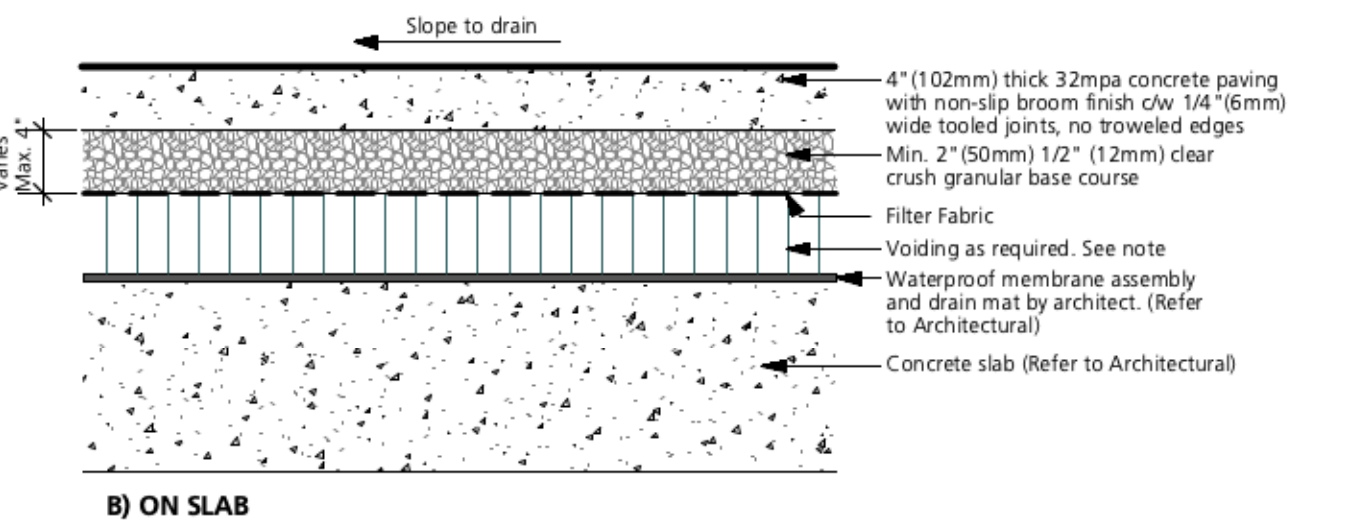 Slope to drain
4"(102mm) thick 32mpa concrete paving
with non-slip broom finish c/w 1/4"(6mm)
wide tooled joints, no troweled edges
Varies
Max. 4"
Min. 2"(50mm) 1/2" (12mm) clear
crush granular base course
Filter Fabric
Voiding as required. See note
Waterproof membrane assembly
and drain mat by architect. (Refer
to Architectural)
Concrete slab (Refer to Architectural)
B) ON SLAB